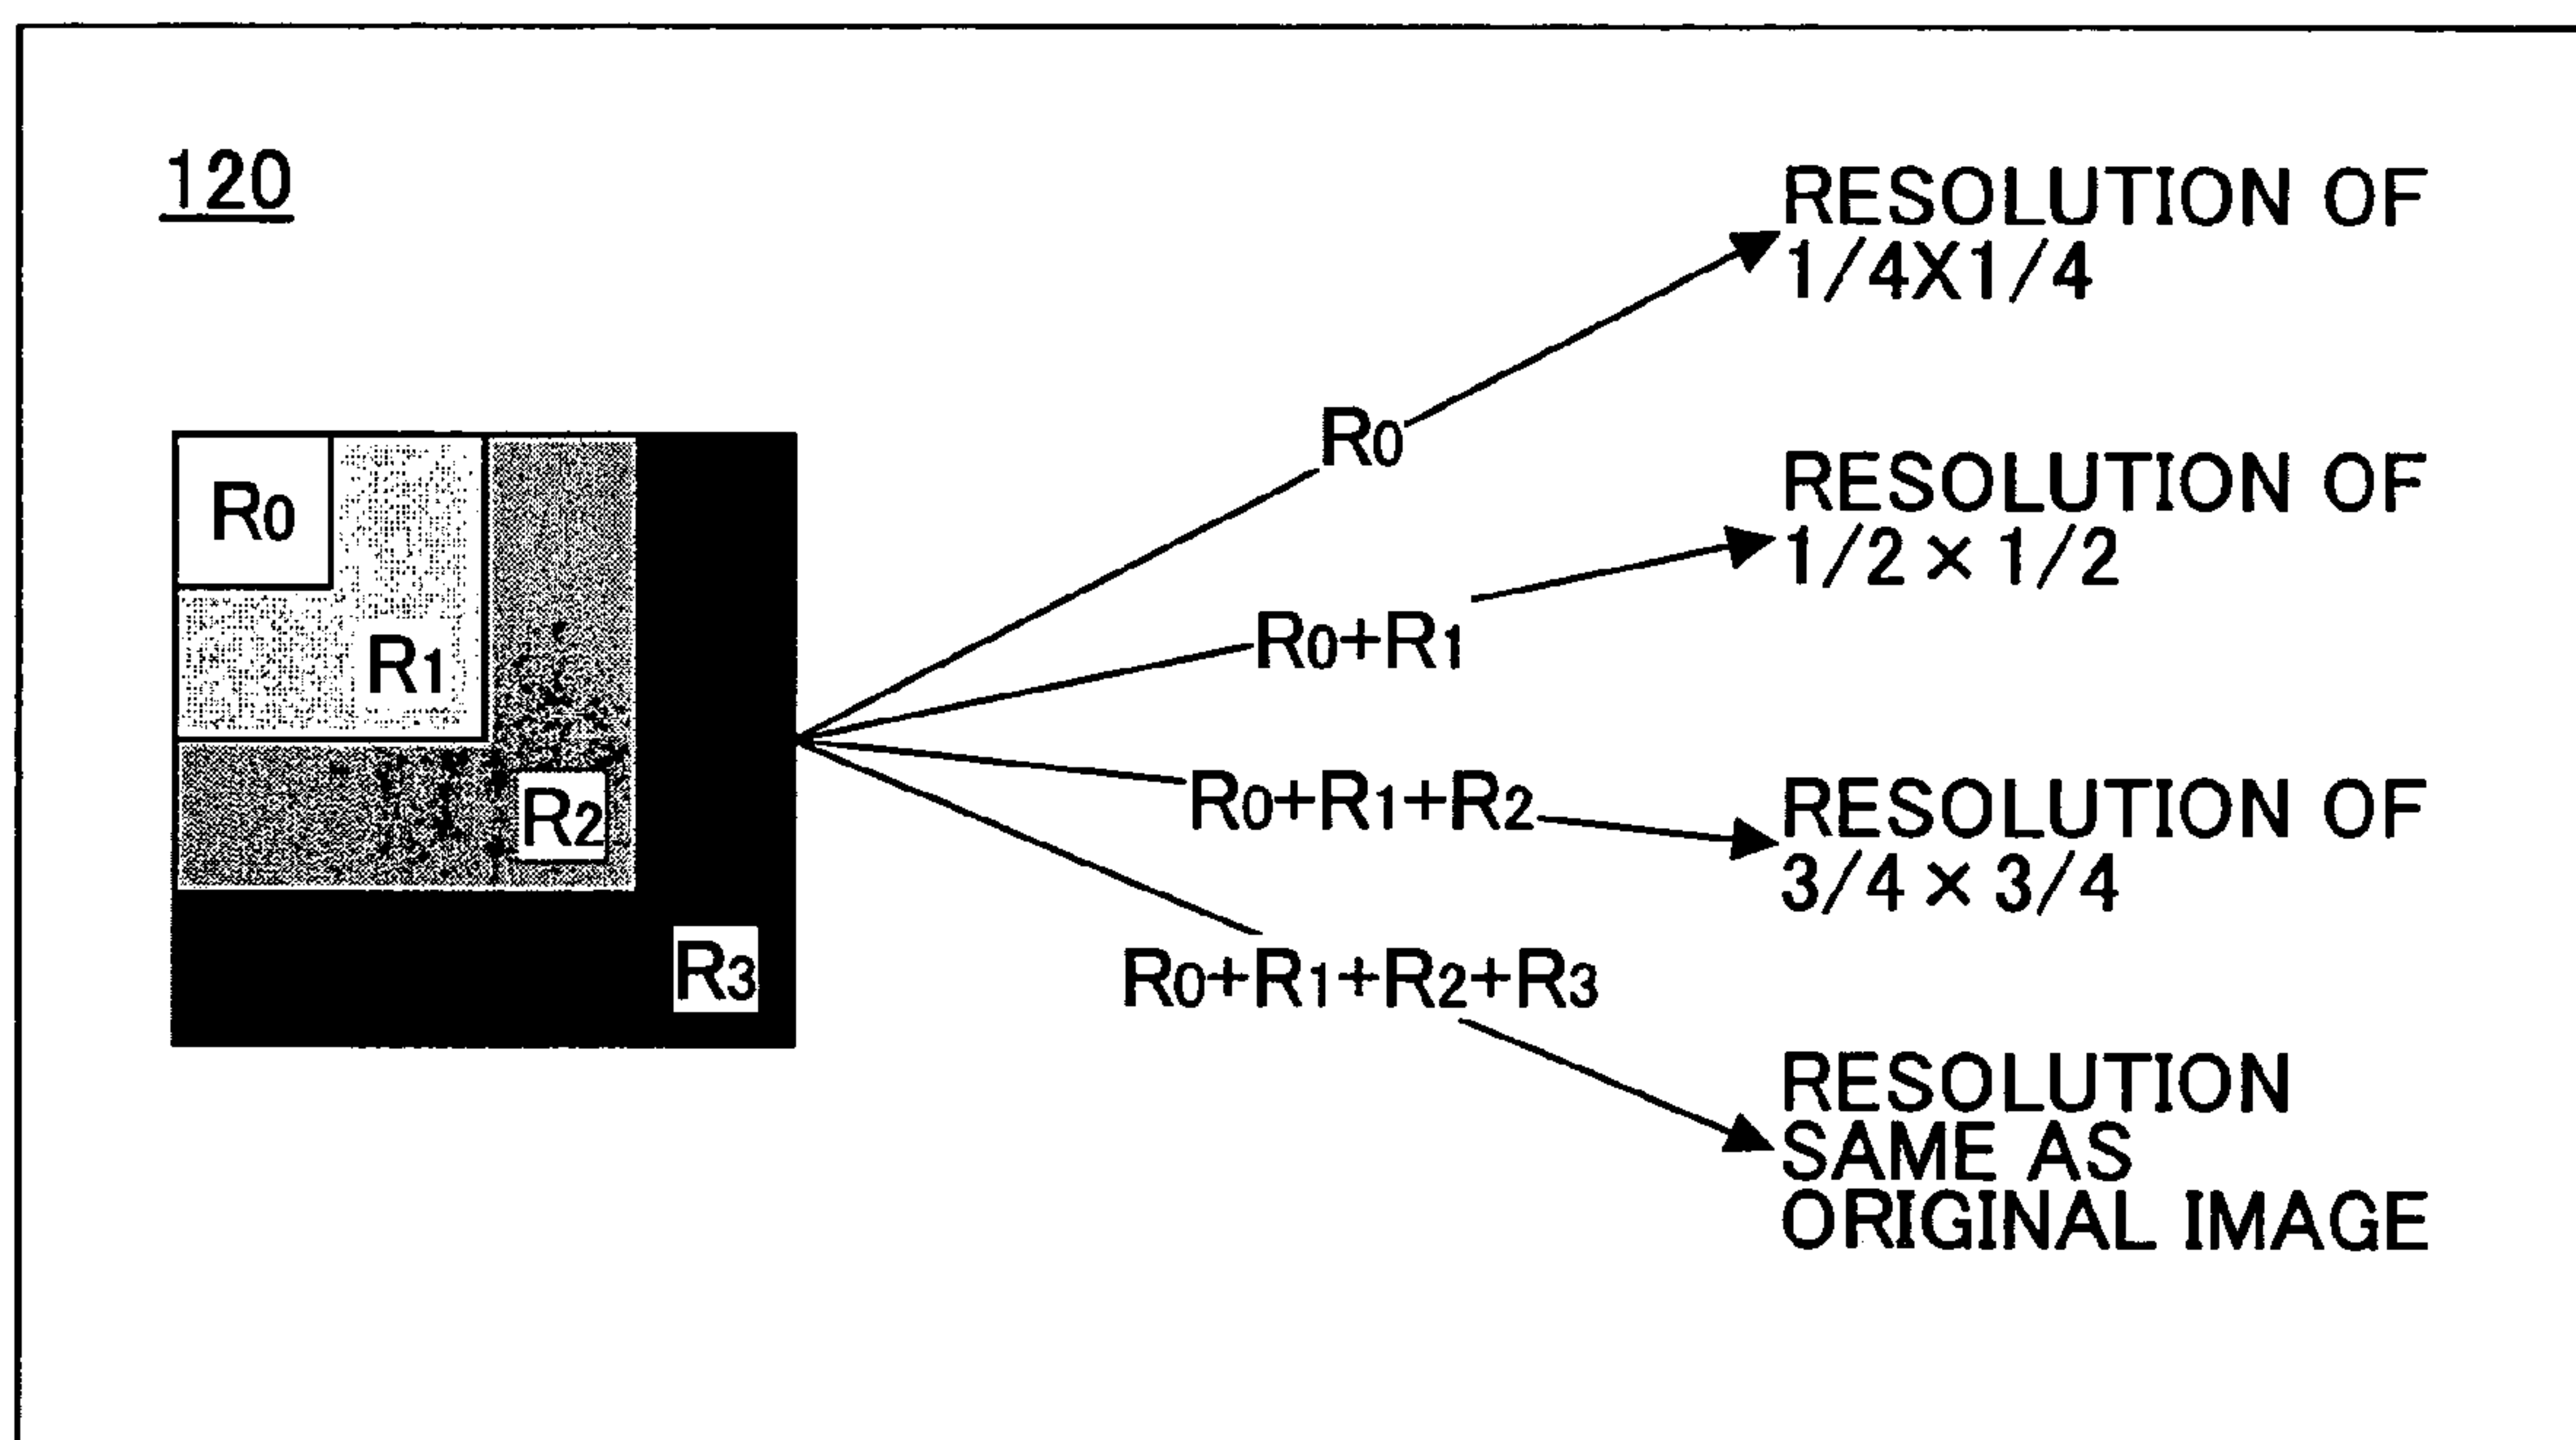 120
R0
R1
R2
R3
R0
R0+R1
R0+R1+R2
R0+R1+R2+R3
RESOLUTION OF
1/4X1/4
RESOLUTION OF
1/2 × 1/2
RESOLUTION OF
3/4 × 3/4
RESOLUTION
SAME AS
ORIGINAL IMAGE